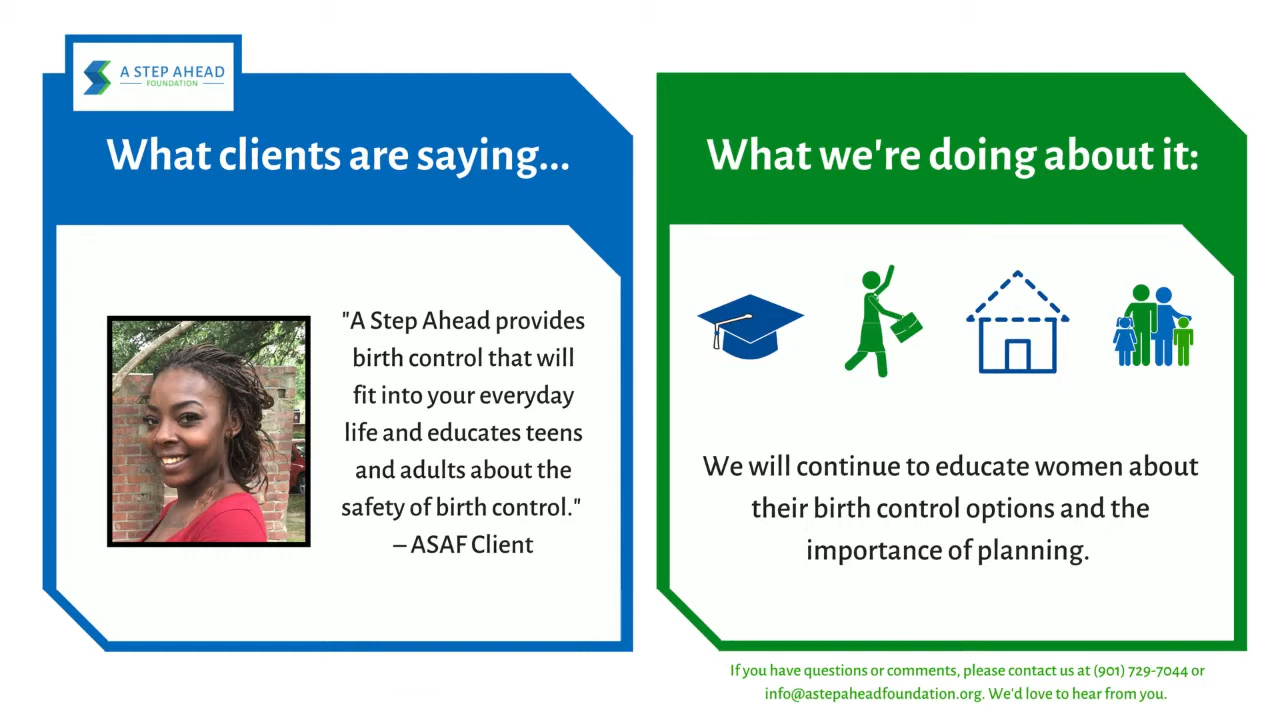 A STEP AHEAD
FOUNDATION
What clients are saying...
"A Step Ahead provides
birth control that will
fit into your everyday
life and educates teens
and adults about the
safety of birth control."
– ASAF Client
What we're doing about it:
We will continue to educate women about
their birth control options and the
importance of planning.
If you have questions or comments, please contact us at (901) 729-7044 or
info@astepaheadfoundation.org. We'd love to hear from you.